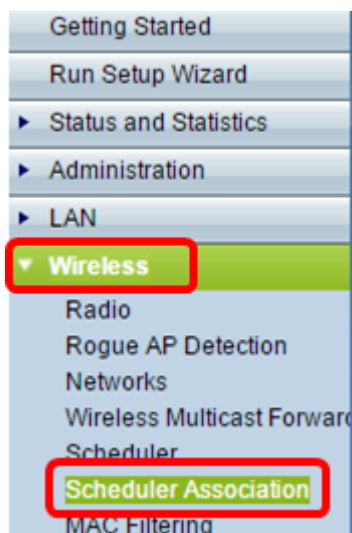 Getting Started
Run Setup Wizard
Status and Statistics
Administration
LAN
Wireless
Radio
Rogue AP Detection
Networks
Wireless Multicast Forward
Scheduler
Scheduler Association
MAC Filtering